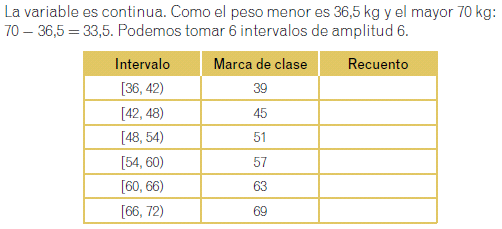 La variable es continua. Como el peso menor es 36,5 kg y el mayor 70 kg:
70 − 36,5 = 33,5. Podemos tomar 6 intervalos de amplitud 6.
Intervalo Marca de clase Recuento
[36, 42) 39
[42, 48) 45
[48, 54) 51
[54, 60) 57
[60, 66) 63
[66, 72) 69